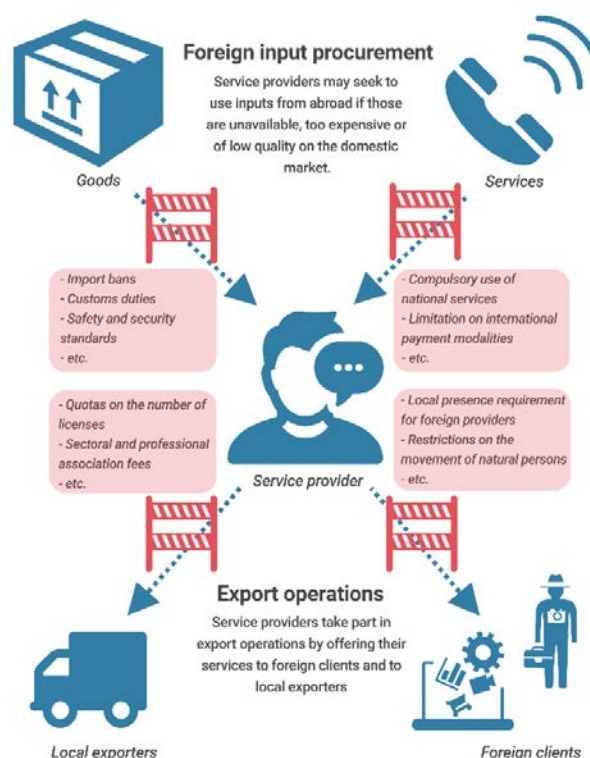 Foreign input procurement
Service providers may seek to
use inputs from abroad if those
are unavailable, too expensive or
of low quality on the domestic
market.
Goods
Services
- Import bans
- Customs duties
- Safety and security
standards
- etc.
- Compulsory use of
national services
- Limitation on international
payment modalities
- etc.
- Quotas on the number of
licenses
- Sectoral and professional
association fees
- etc.
- Local presence requirement
for foreign providers
- Restrictions on the
movement of natural persons
- etc.
Service provider
Export operations
Service providers take part in
export operations by offering their
services to foreign clients and to
local exporters
Local exporters
Foreign clients